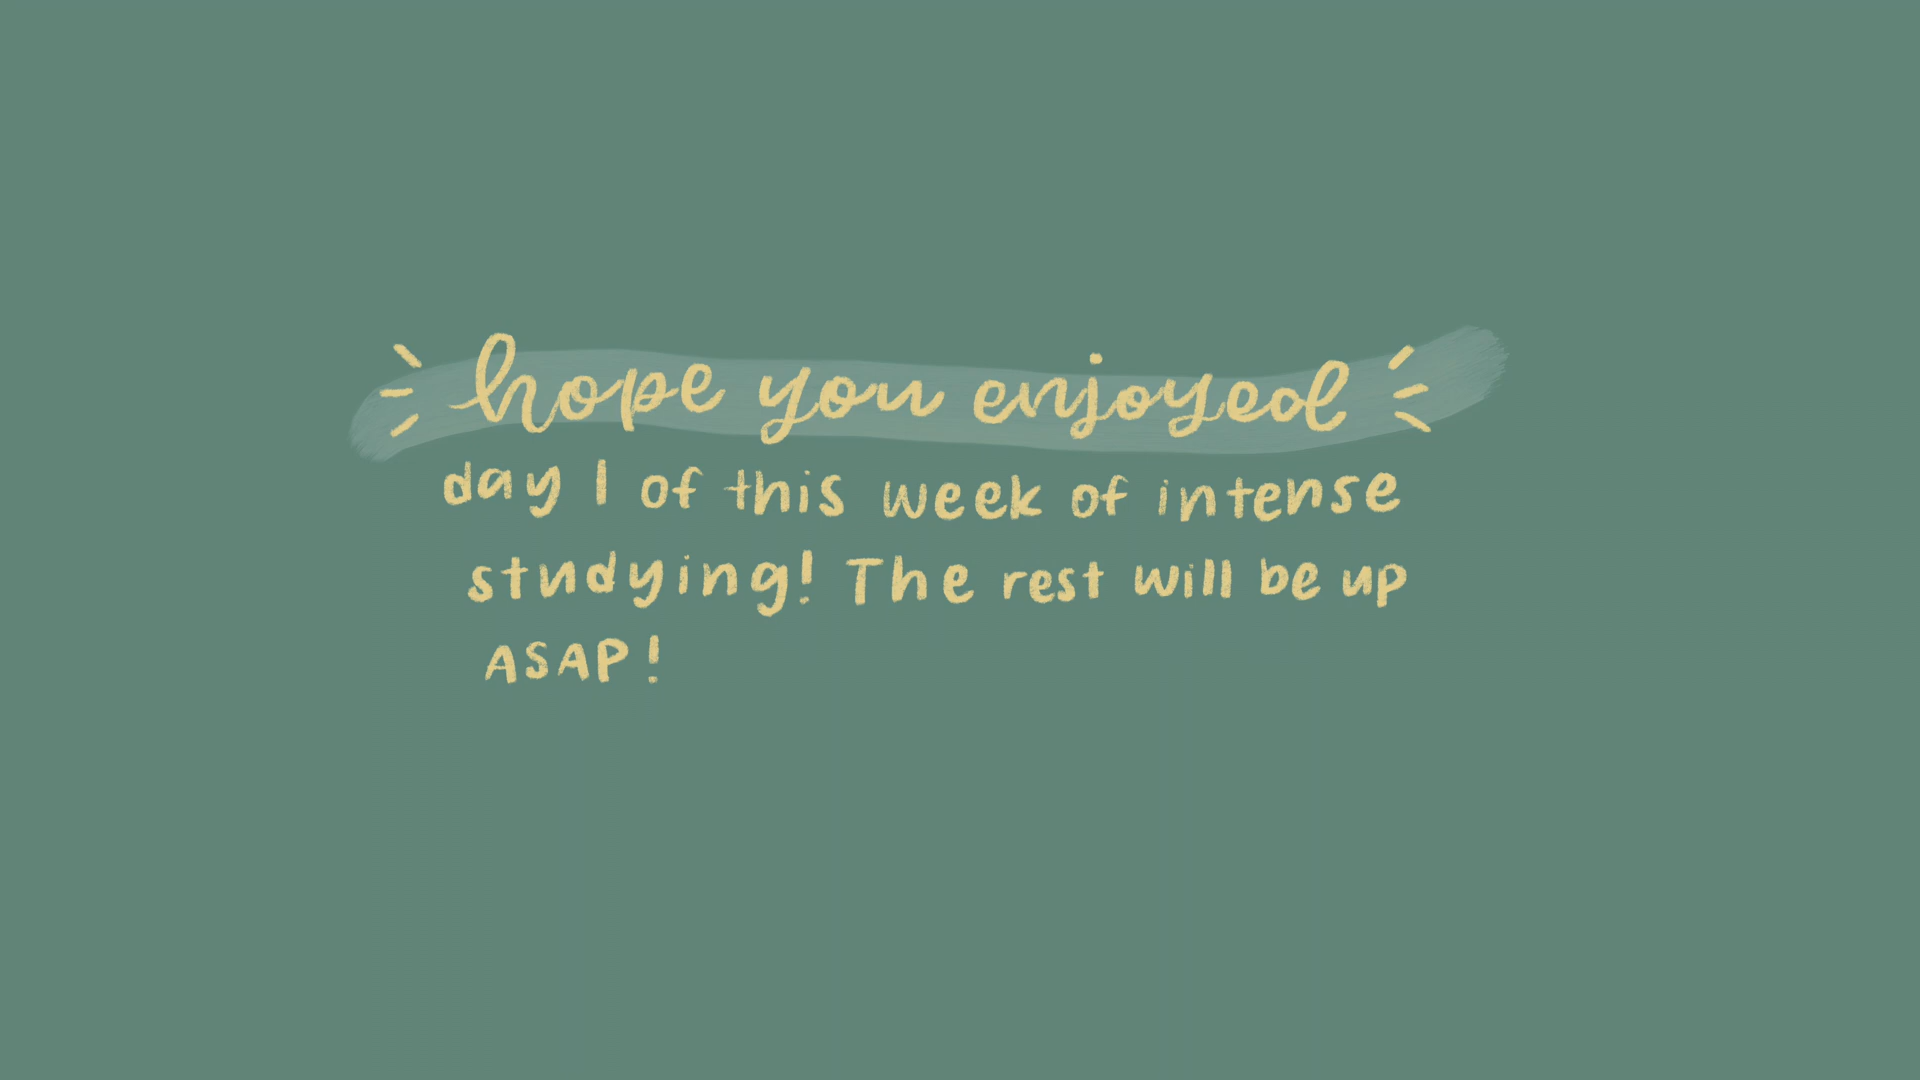 hope you enjoyed
day 1 of this week of intense
studying! The rest will be up
ASAP!